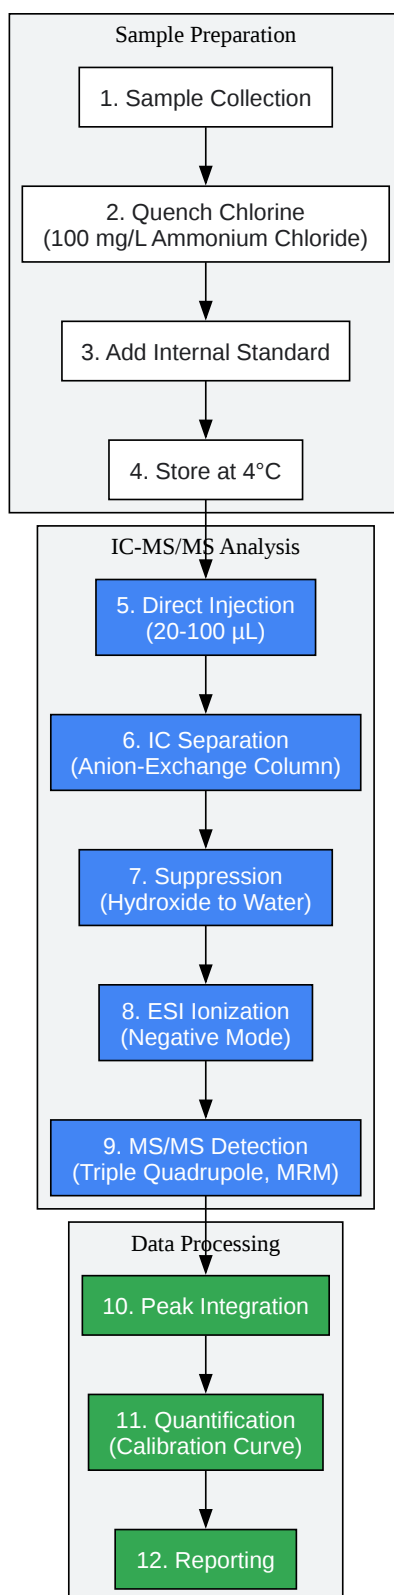 Sample Preparation
1. Sample Collection
2. Quench Chlorine
(100 mg/L Ammonium Chloride)
3. Add Internal Standard
4. Store at 4°C
IC-MS/MS Analysis
5. Direct Injection
(20-100 µL)
6. IC Separation
(Anion-Exchange Column)
7. Suppression
(Hydroxide to Water)
8. ESI Ionization
(Negative Mode)
9. MS/MS Detection
(Triple Quadrupole, MRM)
Data Processing
10. Peak Integration
11. Quantification
(Calibration Curve)
12. Reporting